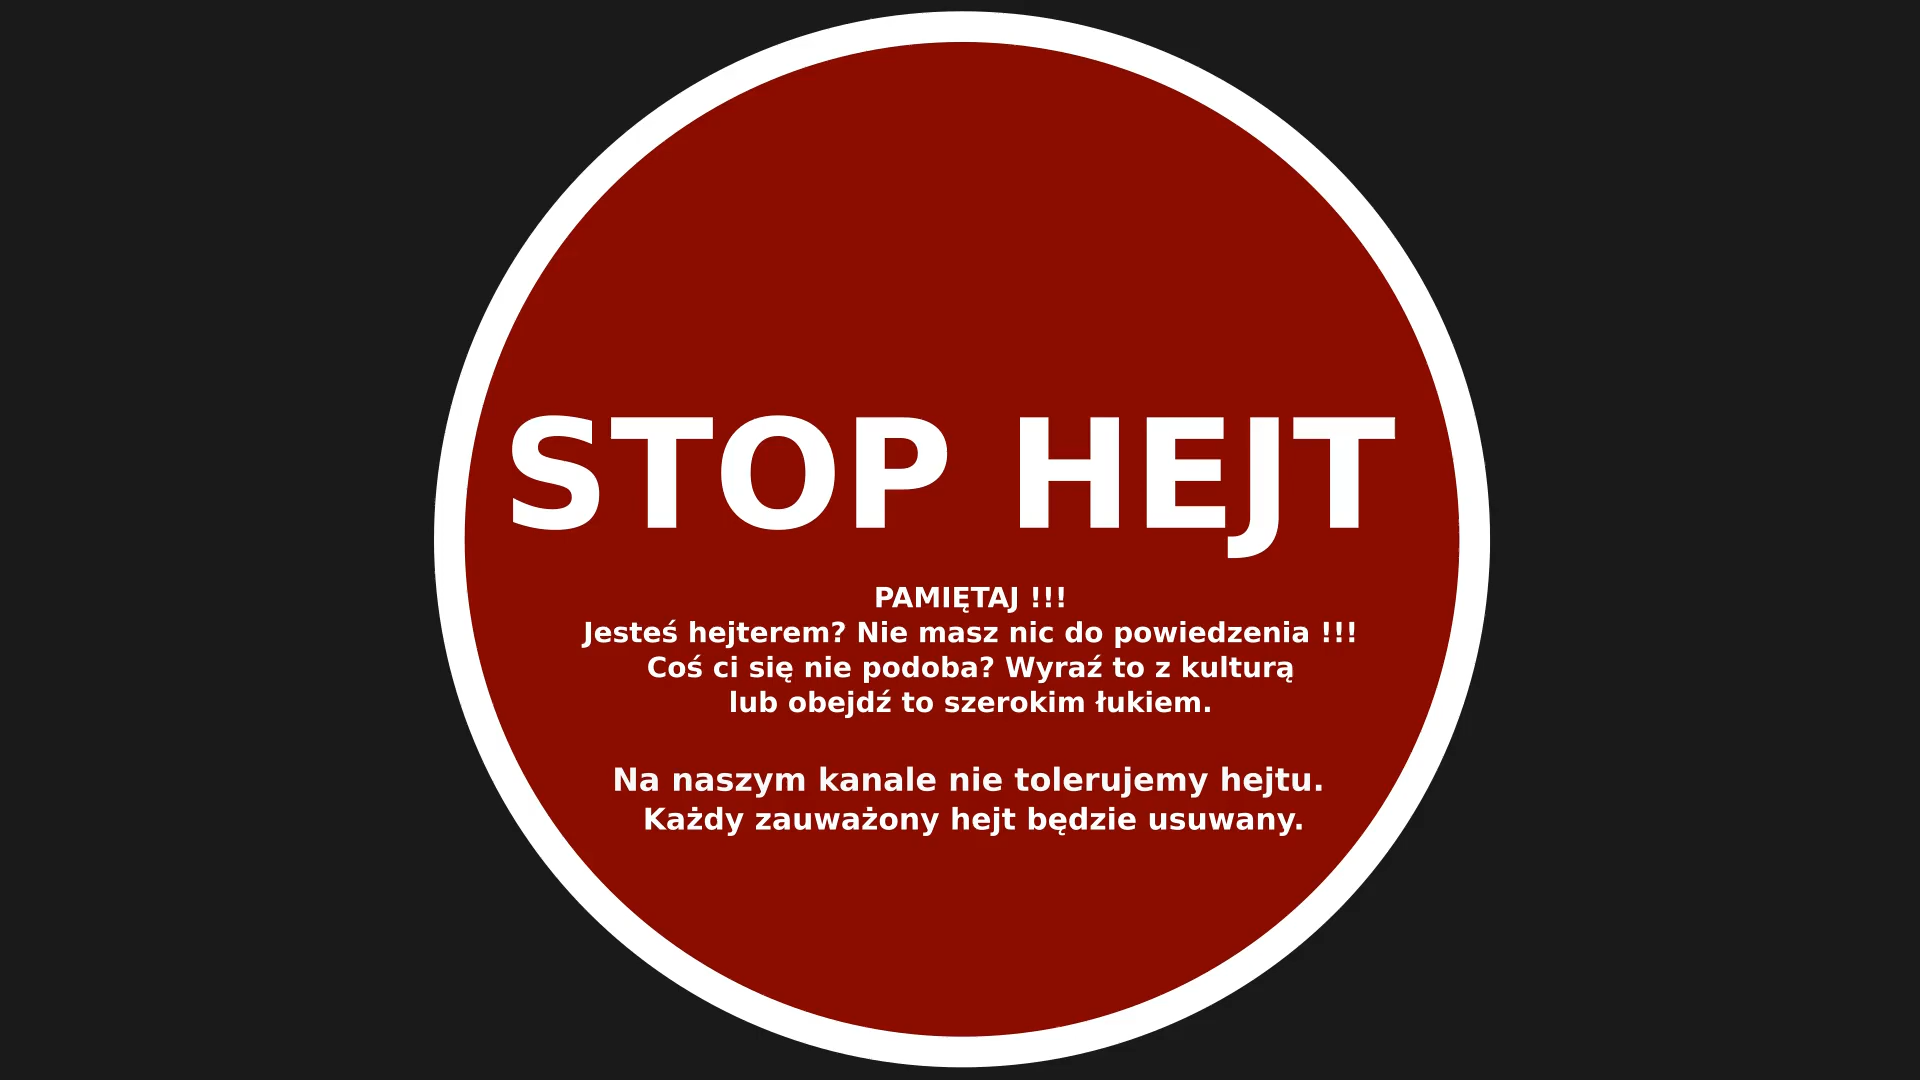 STOP HEJT
PAMIĘTAJ !!!
Jesteś hejterem? Nie masz nic do powiedzenia !!!
Coś ci się nie podoba? Wyraź to z kulturą
lub obejdź to szerokim łukiem.
Na naszym kanale nie tolerujemy hejtu.
Każdy zauważony hejt będzie usuwany.